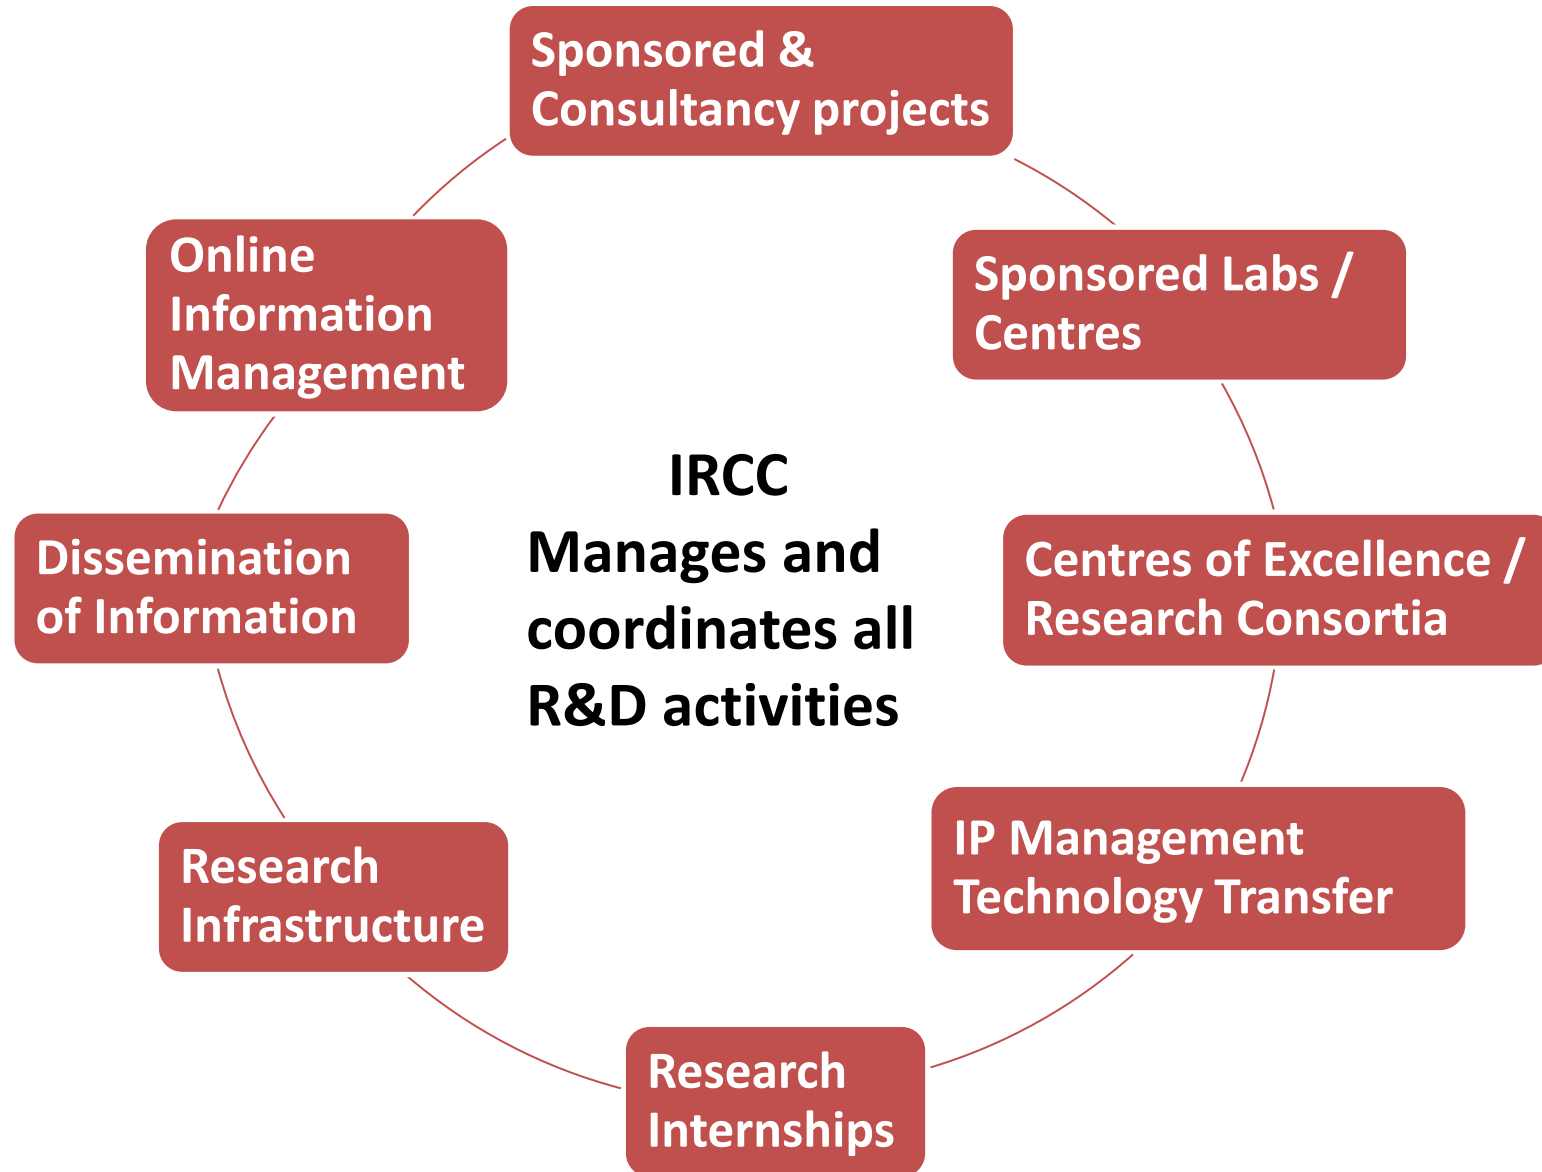 Sponsored &
Consultancy projects
Sponsored Labs /
Centres
Centres of Excellence /
Research Consortia
IP Management
Technology Transfer
Research
Internships
Research
Infrastructure
Dissemination
of Information
Online
Information
Management
IRCC
Manages and
coordinates all
R&D activities